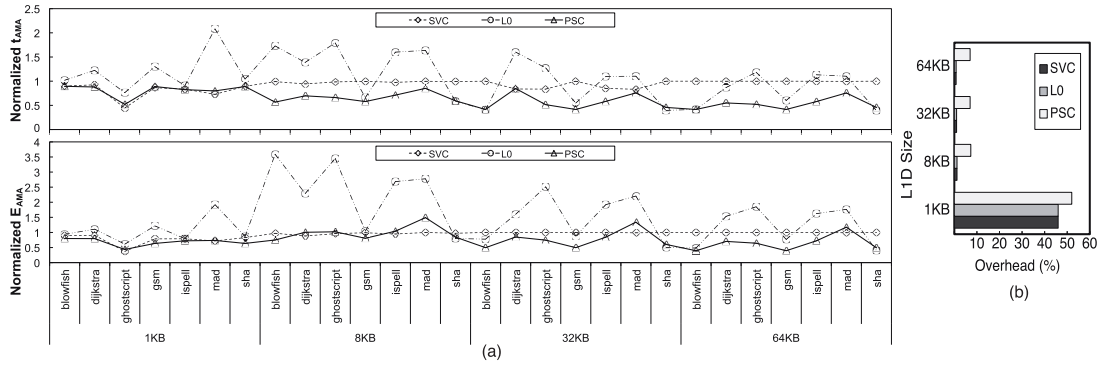 Normalized tAMA
2.5
2
1.5
1
0.5
0
SVC L0 PSC
Normalized EAMA
4
3.5
3
2.5
2
1.5
1
0.5
0
SVC L0 PSC
blowfish dijkstra ghostscript gsm ispell mad sha blowfish dijkstra ghostscript gsm ispell mad sha blowfish dijkstra ghostscript gsm ispell mad sha blowfish dijkstra ghostscript gsm ispell mad sha
1KB 8KB 32KB 64KB
(a)
L1D Size
64KB
32KB
8KB
1KB
SVC
L0
PSC
10 20 30 40 50 60
Overhead (%)
(b)